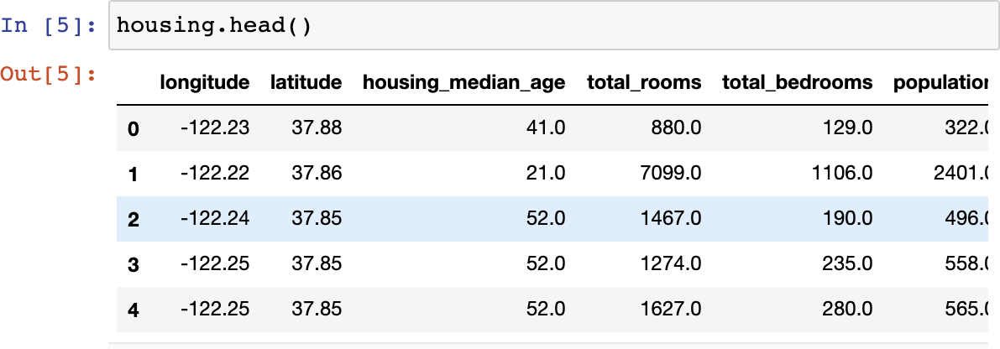 In [5]: housing.head()
Out[5]:
longitude latitude housing_median_age total_rooms total_bedrooms population
0 -122.23 37.88 41.0 880.0 129.0 322.0
1 -122.22 37.86 21.0 7099.0 1106.0 2401.0
2 -122.24 37.85 52.0 1467.0 190.0 496.0
3 -122.25 37.85 52.0 1274.0 235.0 558.0
4 -122.25 37.85 52.0 1627.0 280.0 565.0